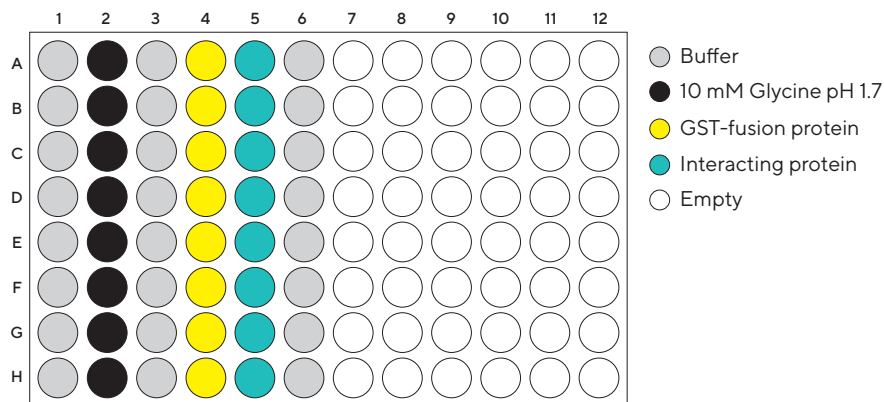 1 2 3 4 5 6 7 8 9 10 11 12
A
B
C
D
E
F
G
H
Buffer
10 mM Glycine pH 1.7
GST-fusion protein
Interacting protein
Empty